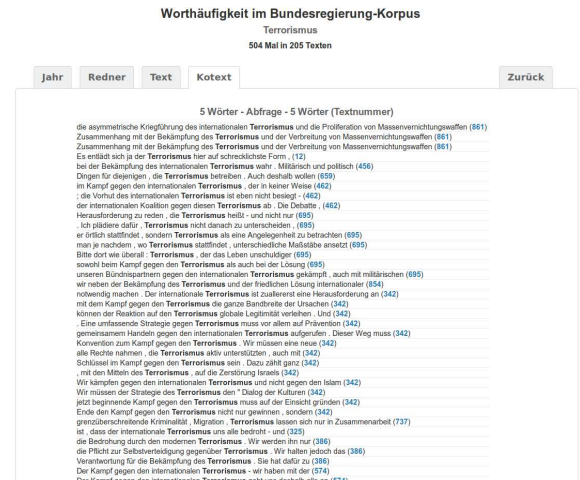 Worthäufigkeit im Bundesregierung-Korpus
Terrorismus
504 Mal in 205 Texten
Jahr Redner Text Kotext Zurück
5 Wörter - Abfrage - 5 Wörter (Textnummer)
die asymmetrische Kriegführung des internationalen Terrorismus und die Proliferation von Massenvernichtungswaffen (861)
Zusammenhang mit der Bekämpfung des Terrorismus und der Verbreitung von Massenvernichtungswaffen (861)
Zusammenhang mit der Bekämpfung des Terrorismus und der Verbreitung von Massenvernichtungswaffen (861)
Es entlädt sich ja der Terrorismus hier auf schrecklichste Form , (12)
bei der Bekämpfung des internationalen Terrorismus wahr . Militärisch und politisch (456)
Dingen für diejenigen , die Terrorismus betreiben . Auch deshalb wollen (659)
im Kampf gegen den internationalen Terrorismus , der in keiner Weise (462)
; die Vorhut des internationalen Terrorismus ist eben nicht besiegt - (462)
der internationalen Koalition gegen diesen Terrorismus ab . Die Debatte , (462)
Herausforderung zu reden , die Terrorismus heißt - und nicht nur (695)
. Ich plädiere dafür , Terrorismus nicht danach zu unterscheiden , (695)
er örtlich stattfindet , sondern Terrorismus als eine Angelegenheit zu betrachten (695)
man je nachdem , wo Terrorismus stattfindet , unterschiedliche Maßstäbe ansetzt (695)
Bitte dort wie überall : Terrorismus , der das Leben unschuldiger (695)
sowohl beim Kampf gegen den Terrorismus als auch bei der Lösung (695)
unseren Bündnispartnern gegen den internationalen Terrorismus gekämpft , auch mit militärischen (695)
wir neben der Bekämpfung des Terrorismus und der friedlichen Lösung internationaler (854)
notwendig machen . Der internationale Terrorismus ist zuallererst eine Herausforderung an (342)
mit dem Kampf gegen den Terrorismus die ganze Bandbreite der Ursachen (342)
können der Reaktion auf den Terrorismus globale Legitimität verleihen . Und (342)
. Eine umfassende Strategie gegen Terrorismus muss vor allem auf Prävention (342)
gemeinsamem Handeln gegen den internationalen Terrorismus aufgerufen . Dieser Weg muss (342)
Konvention zum Kampf gegen den Terrorismus . Wir müssen eine neue (342)
alle Rechte nahmen , die Terrorismus aktiv unterstützten , auch mit (342)
Schlüssel im Kampf gegen den Terrorismus sein . Dazu zählt ganz (342)
, mit den Mitteln des Terrorismus , auf die Zerstörung Israels (342)
Wir kämpfen gegen den internationalen Terrorismus und nicht gegen den Islam (342)
Wir müssen der Strategie des Terrorismus den " Dialog der Kulturen (342)
jetzt beginnende Kampf gegen den Terrorismus muss auf der Einsicht gründen (342)
Ende den Kampf gegen den Terrorismus nicht nur gewinnen , sondern (342)
grenzüberschreitende Kriminalität , Migration , Terrorismus lassen sich nur in Zusammenarbeit (737)
ist , dass der internationale Terrorismus uns alle bedroht - und (325)
die Bedrohung durch den modernen Terrorismus . Wir werden ihn nur (386)
die Pflicht zur Selbstverteidigung gegenüber Terrorismus . Wir halten jedoch das (386)
Verantwortung für die Bekämpfung des Terrorismus . Sie hat dafür zu (386)
Der Kampf gegen den internationalen Terrorismus - wir haben mit der (574)